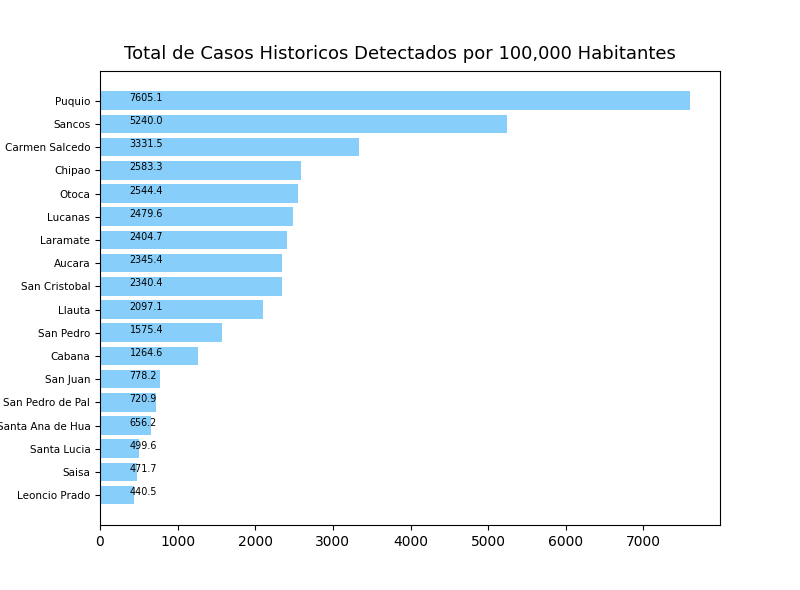 Total de Casos Historicos Detectados por 100,000 Habitantes
Puquio 7605.1
Sancos 5240.0
Carmen Salcedo 3331.5
Chipao 2583.3
Otoca 2544.4
Lucanas 2479.6
Laramate 2404.7
Aucara 2345.4
San Cristobal 2340.4
Llauta 2097.1
San Pedro 1575.4
Cabana 1264.6
San Juan 778.2
San Pedro de Pal 720.9
Santa Ana de Hua 656.2
Santa Lucia 499.6
Saisa 471.7
Leoncio Prado 440.5
0 1000 2000 3000 4000 5000 6000 7000